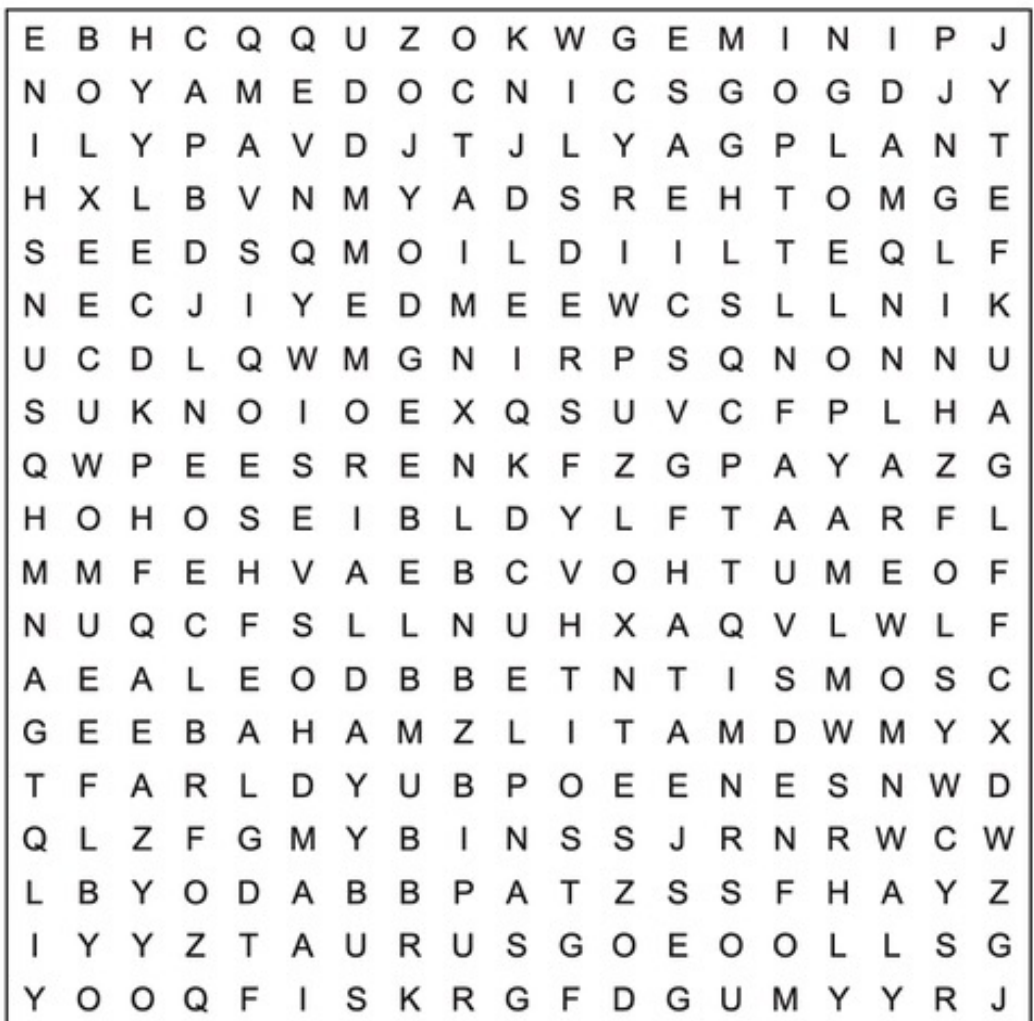 E B H C Q Q U Z O K W G E M I N I P J
N O Y A M E D O C N I C S G O G D J Y
I L Y P A V D J T J L Y A G P L A N T
H X L B V N M Y A D S R E H T O M G E
S E E D S Q M O I L D I I L T E Q L F
N E C J I Y E D M E E W C S L L N I K
U C D L Q W M G N I R P S Q N O N N U
S U K N O I O E X Q S U V C F P L H A
Q W P E E S R E N K F Z G P A Y A Z G
H O H O S E I B L D Y L F T A A R F L
M M F E H V A E B C V O H T U M E O F
N U Q C F S L L N U H X A Q V L W L F
A E A L E O D B B E T N T I S M O S C
G E E B A H A M Z L I T A M D W M Y X
T F A R L D Y U B P O E E N E S N W D
Q L Z F G M Y B I N S S J R N R W C W
L B Y O D A B B P A T Z S S F H A Y Z
I Y Y Z T A U R U S G O E O O L L S G
Y O O Q F I S K R G F D G U M Y Y R J